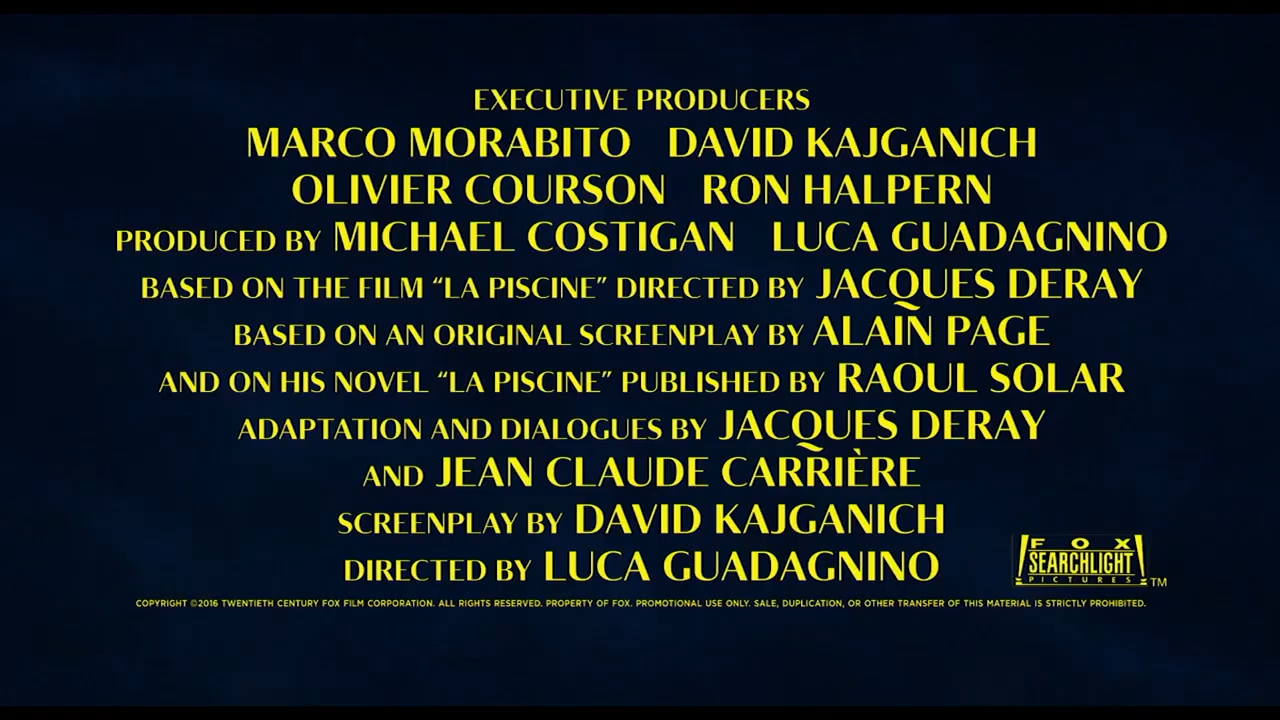 EXECUTIVE PRODUCERS
MARCO MORABITO DAVID KAJGANICH
OLIVIER COURSON RON HALPERN
PRODUCED BY MICHAEL COSTIGAN LUCA GUADAGNINO
BASED ON THE FILM “LA PISCINE” DIRECTED BY JACQUES DERAY
BASED ON AN ORIGINAL SCREENPLAY BY ALAIN PAGE
AND ON HIS NOVEL “LA PISCINE” PUBLISHED BY RAOUL SOLAR
ADAPTATION AND DIALOGUES BY JACQUES DERAY
AND JEAN CLAUDE CARRIÈRE
SCREENPLAY BY DAVID KAJGANICH
DIRECTED BY LUCA GUADAGNINO
FOX
SEARCHLIGHT
PICTURES TM
COPYRIGHT ©2016 TWENTIETH CENTURY FOX FILM CORPORATION. ALL RIGHTS RESERVED. PROPERTY OF FOX. PROMOTIONAL USE ONLY. SALE, DUPLICATION, OR OTHER TRANSFER OF THIS MATERIAL IS STRICTLY PROHIBITED.